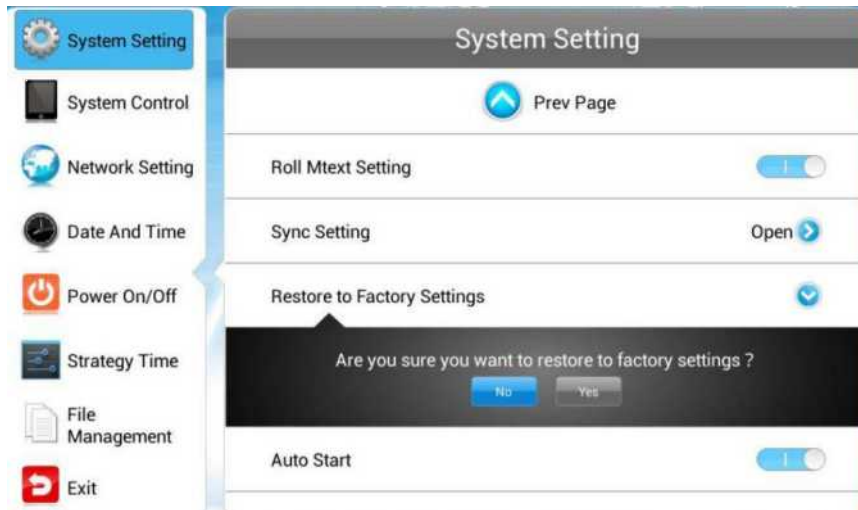 System Setting
System Control
Network Setting
Date And Time
Power On/Off
Strategy Time
File
Management
Exit
System Setting
Prev Page
Roll Mtext Setting
Sync Setting
Open
Restore to Factory Settings
Are you sure you want to restore to factory settings ?
No
Yes
Auto Start